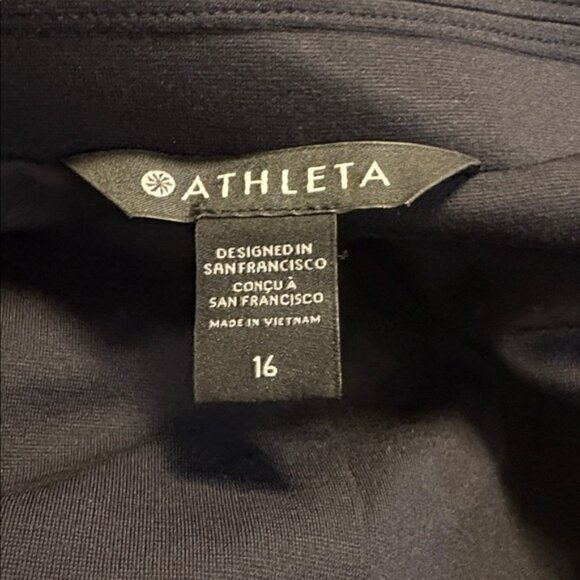 ATHLETA
DESIGNED IN
SAN FRANCISCO
CONÇU À
SAN FRANCISCO
MADE IN VIETNAM
16